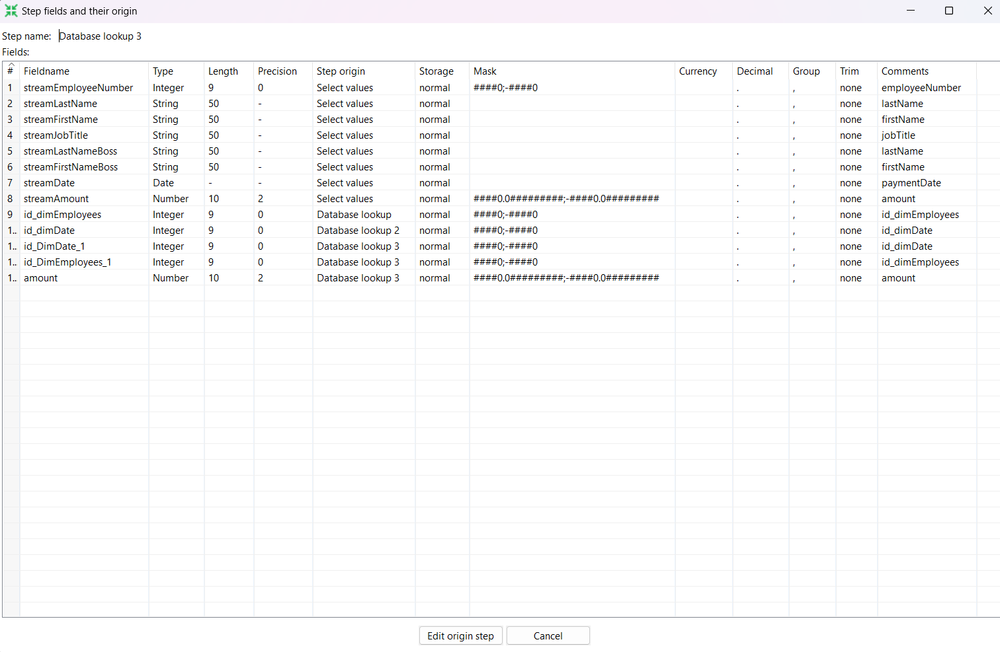 Step fields and their origin
Step name: Database lookup 3
Fields:
# Fieldname Type Length Precision Step origin Storage Mask Currency Decimal Group Trim Comments
1 streamEmployeeNumber Integer 9 0 Select values normal ####0;-####0 . , none employeeNumber
2 streamLastName String 50 - Select values normal . , none lastName
3 streamFirstName String 50 - Select values normal . , none firstName
4 streamJobTitle String 50 - Select values normal . , none jobTitle
5 streamLastNameBoss String 50 - Select values normal . , none lastName
6 streamFirstNameBoss String 50 - Select values normal . , none firstName
7 streamDate Date - - Select values normal . , none paymentDate
8 streamAmount Number 10 2 Select values normal ####0.0#########;-####0.0######### . , none amount
9 id_dimEmployees Integer 9 0 Database lookup normal ####0;-####0 . , none id_dimEmployees
1.. id_dimDate Integer 9 0 Database lookup 2 normal ####0;-####0 . , none id_dimDate
1.. id_DimDate_1 Integer 9 0 Database lookup 3 normal ####0;-####0 . , none id_dimDate
1.. id_DimEmployees_1 Integer 9 0 Database lookup 3 normal ####0;-####0 . , none id_dimEmployees
1.. amount Number 10 2 Database lookup 3 normal ####0.0#########;-####0.0######### . , none amount
Edit origin step Cancel